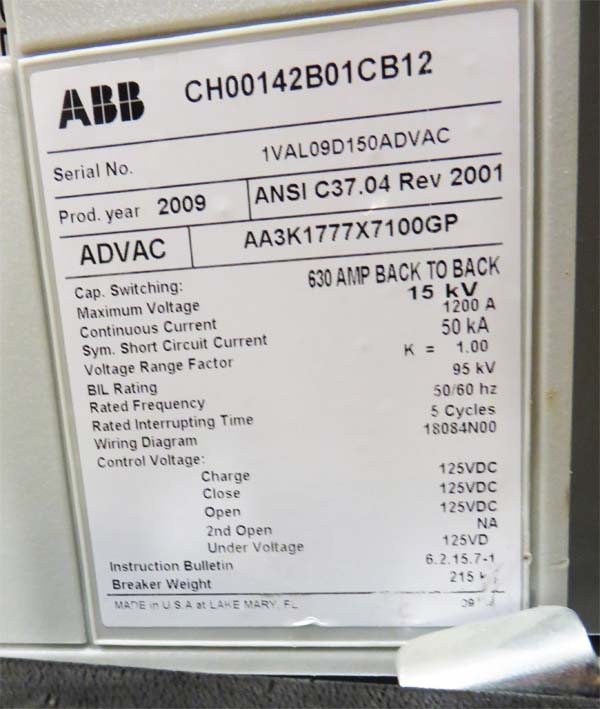 ABB CH00142B01CB12
Serial No. 1VAL09D150ADVAC
Prod. year 2009 ANSI C37.04 Rev 2001
ADVAC AA3K1777X7100GP
Cap. Switching: 630 AMP BACK TO BACK
Maximum Voltage 15 kV
Continuous Current 1200 A
Sym. Short Circuit Current 50 kA
Voltage Range Factor K = 1.00
BIL Rating 95 kV
Rated Frequency 50/60 hz
Rated Interrupting Time 5 Cycles
Wiring Diagram 18084N00
Control Voltage:
Charge 125VDC
Close 125VDC
Open 125VDC
2nd Open NA
Under Voltage 125VD
Instruction Bulletin 6.2.15.7-1
Breaker Weight 215
MADE in U.S.A at LAKE MARY, FL